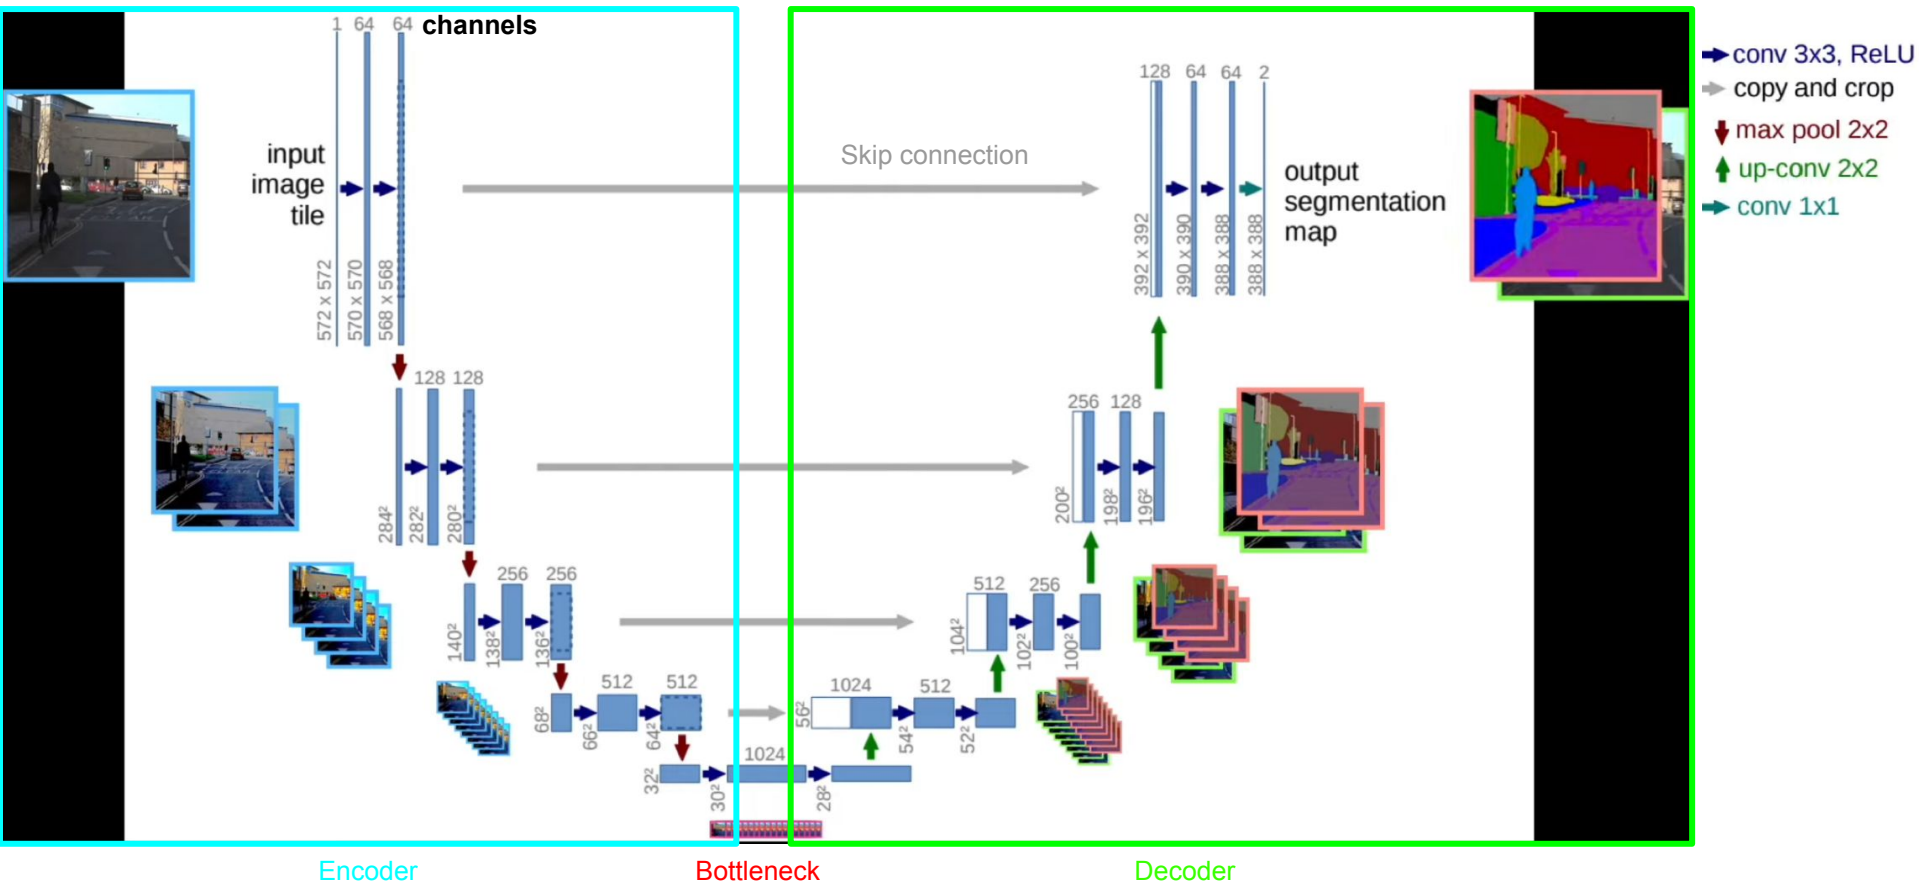 1 64 64 channels
input
image
tile
572 x 572
570 x 570
568 x 568
Skip connection
128 64 64 2
392 x 392
390 x 390
388 x 388
388 x 388
output
segmentation
map
conv 3x3, ReLU
copy and crop
max pool 2x2
up-conv 2x2
conv 1x1
128 128
284²
282²
280²
256 128
200²
198²
196²
256 256
140²
138²
136²
512 256
104²
102²
100²
512 512
68²
66²
64²
1024 512
56²
54²
52²
1024
32²
30²
28²
Encoder
Bottleneck
Decoder